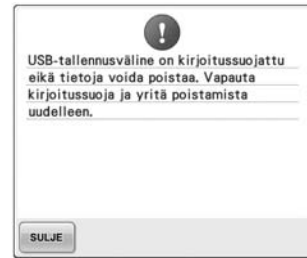 USB-tallennusväline on kirjoitussuojattu
eikä tietoja voida poistaa. Vapauta
kirjoitussuoja ja yritä poistamista
uudelleen.
SULJE